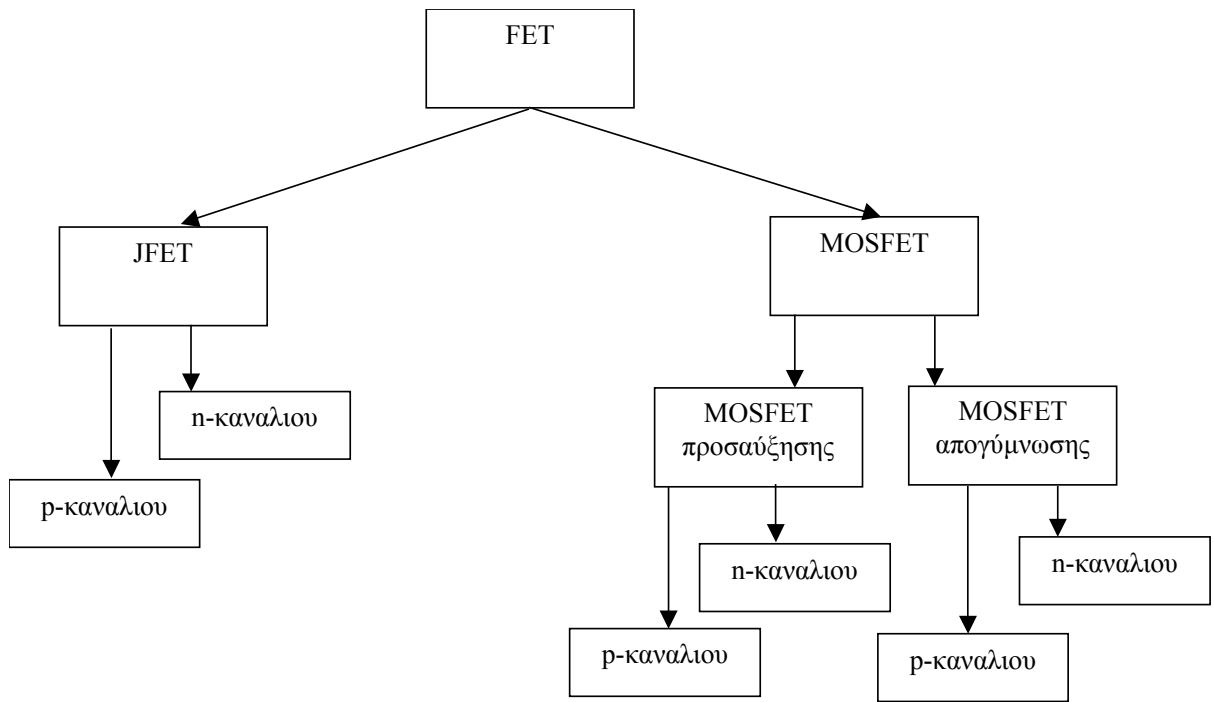 FET
JFET
MOSFET
n-καναλιου
p-καναλιου
MOSFET
προσαύξησης
MOSFET
απογύμνωσης
n-καναλιου
p-καναλιου
n-καναλιου
p-καναλιου